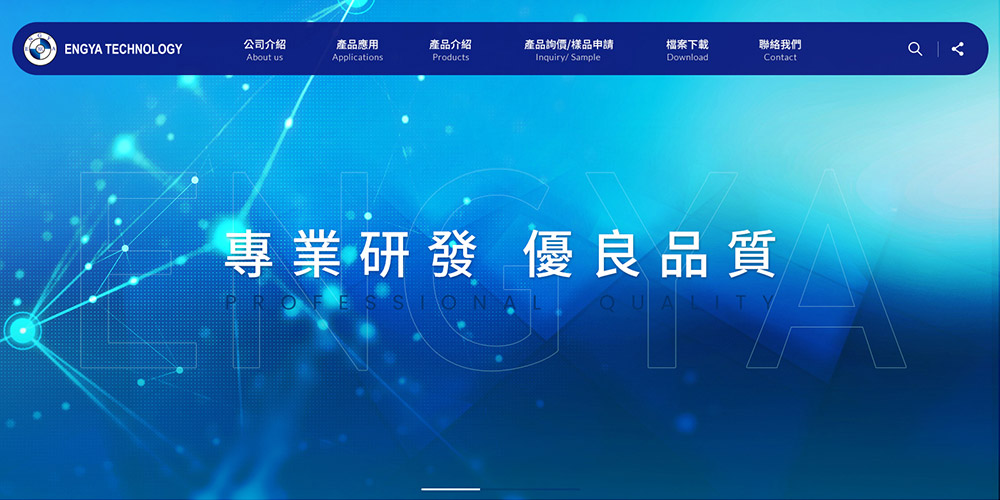 ENGYA TECHNOLOGY
公司介紹
About us
產品應用
Applications
產品介紹
Products
產品詢價/樣品申請
Inquiry/ Sample
檔案下載
Download
聯絡我們
Contact
ENGYA
專業研發 優良品質
PROFESSIONAL QUALITY